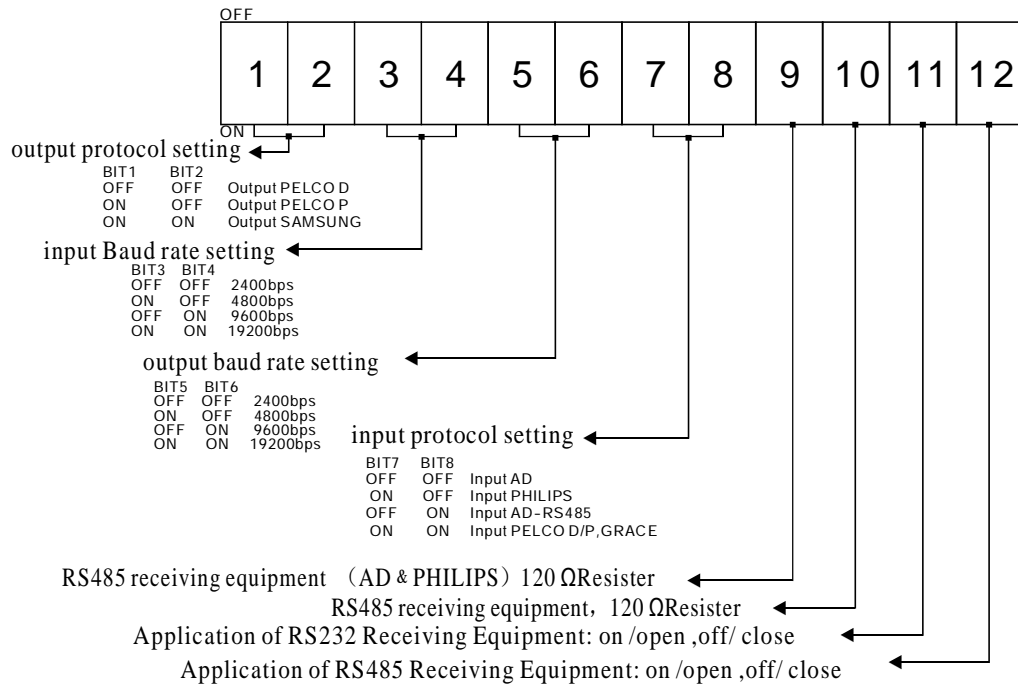 OFF
1 2 3 4 5 6 7 8 9 10 11 12
ON
output protocol setting
BIT1 BIT2
OFF OFF Output PELCO D
ON OFF Output PELCO P
ON ON Output SAMSUNG
input Baud rate setting
BIT3 BIT4
OFF OFF 2400bps
ON OFF 4800bps
OFF ON 9600bps
ON ON 19200bps
output baud rate setting
BIT5 BIT6
OFF OFF 2400bps
ON OFF 4800bps
OFF ON 9600bps
ON ON 19200bps
input protocol setting
BIT7 BIT8
OFF OFF Input AD
ON OFF Input PHILIPS
OFF ON Input AD-RS485
ON ON Input PELCO D/P,GRACE
RS485 receiving equipment （AD & PHILIPS）120 ΩResister
RS485 receiving equipment，120 ΩResister
Application of RS232 Receiving Equipment: on /open ,off/ close
Application of RS485 Receiving Equipment: on /open ,off/ close